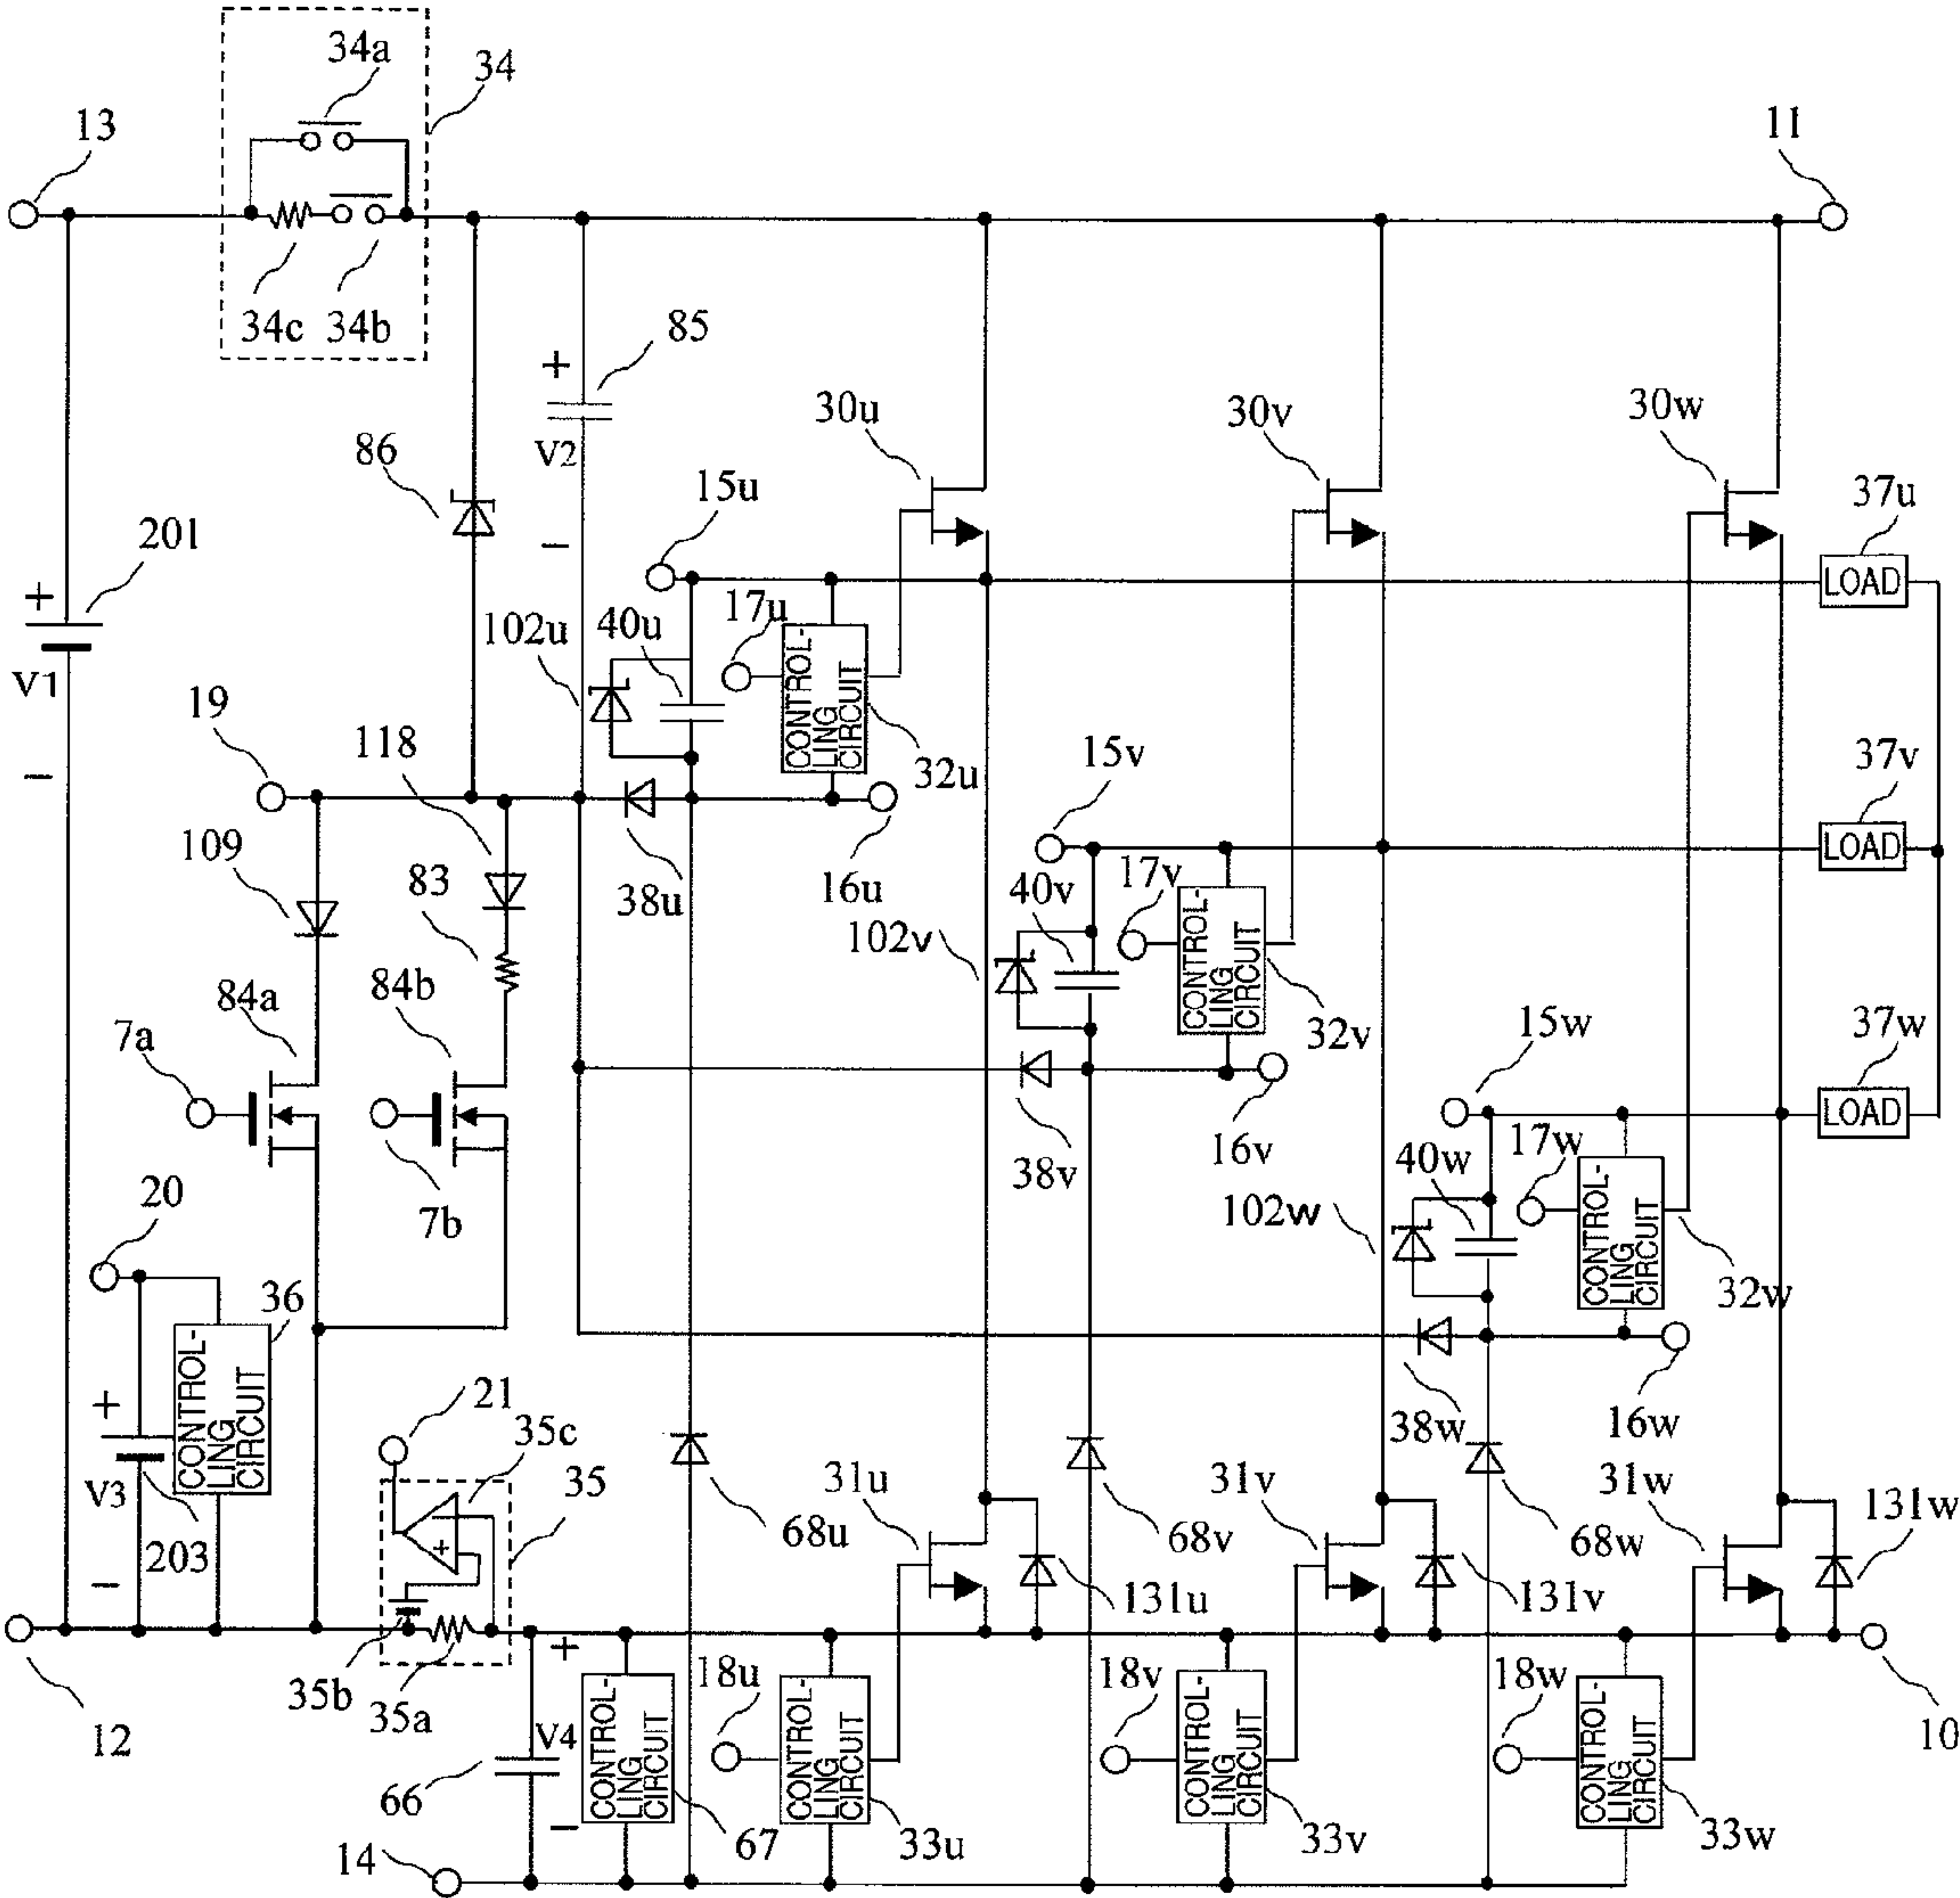 34a
34
13
11
34c
34b
85
+
30u
30v
30w
86
V2
15u
37u
201
−
LOAD
+
17u
102u
40u
CONTROL-
LING
CIRCUIT
V1
19
118
32u
15v
37v
−
109
83
38u
16u
40v
17v
LOAD
102v
CONTROL-
LING
CIRCUIT
84a
84b
32v
15w
37w
7a
38v
16v
40w
17w
LOAD
20
7b
102w
CONTROL-
LING
CIRCUIT
36
32w
CONTROL-
LING
CIRCUIT
+
21
35c
38w
16w
V3
35
31u
31v
31w
131w
203
+
68u
68v
68w
−
131u
131v
35b
35a
+
18u
18v
18w
12
V4
CONTROL-
LING
CIRCUIT
CONTROL-
LING
CIRCUIT
CONTROL-
LING
CIRCUIT
CONTROL-
LING
CIRCUIT
10
66
−
67
33u
33v
33w
14